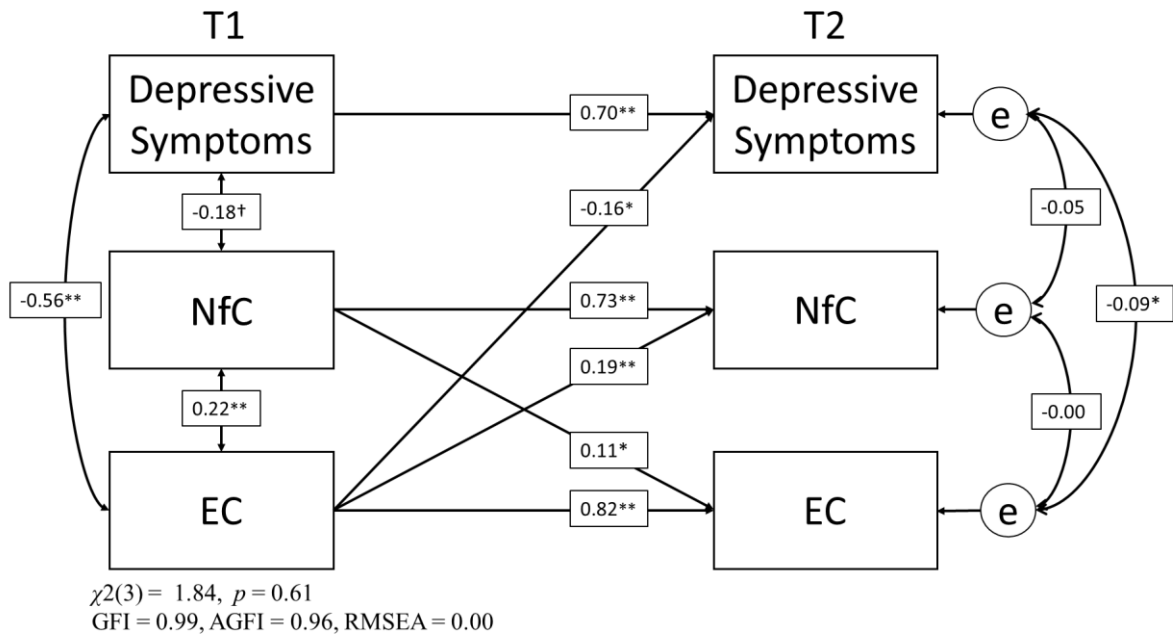 T1
T2
Depressive
Symptoms
0.70**
Depressive
Symptoms
e
-0.18†
-0.16*
-0.05
-0.56**
NfC
0.73**
NfC
e
-0.09*
0.19**
0.22**
-0.00
0.11*
EC
0.82**
EC
e
χ2(3) = 1.84, p = 0.61
GFI = 0.99, AGFI = 0.96, RMSEA = 0.00